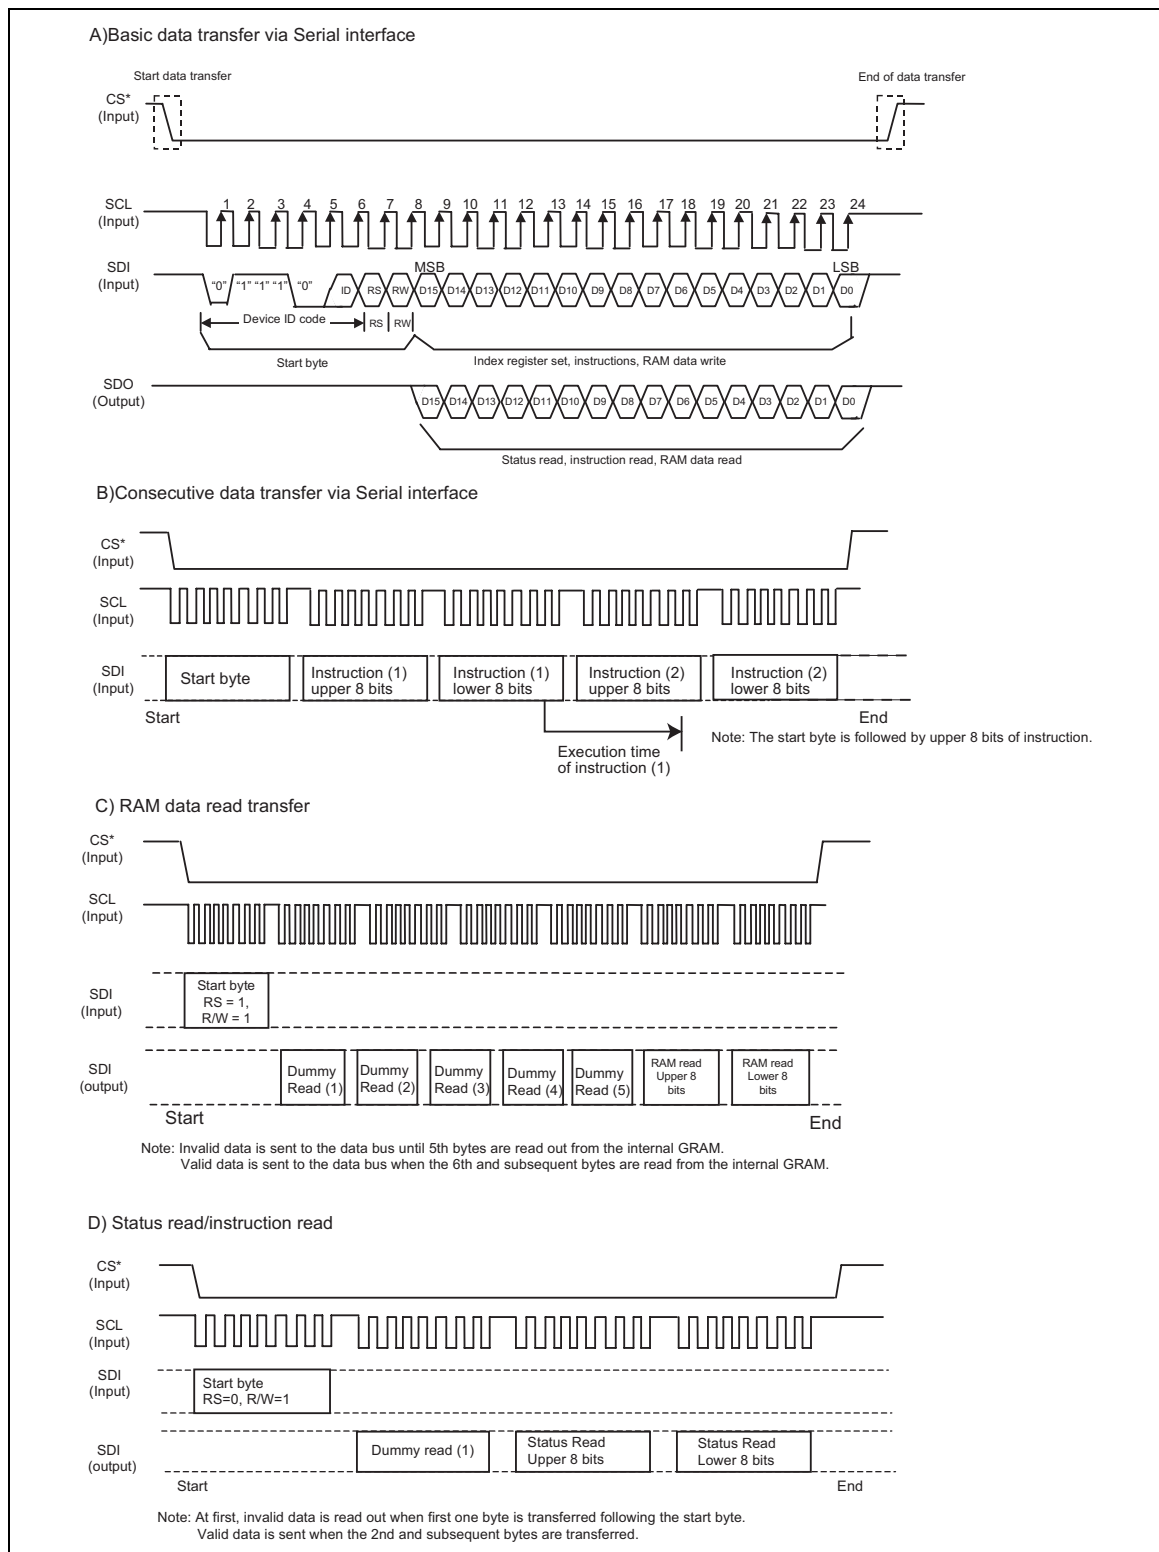 A)Basic data transfer via Serial interface
Start data transfer
End of data transfer
CS*
(Input)
SCL
(Input)
1 2 3 4 5 6 7 8 9 10 11 12 13 14 15 16 17 18 19 20 21 22 23 24
SDI
(Input)
MSB
LSB
“0” “1” “1” “1” “0” ID RS RW D15 D14 D13 D12 D11 D10 D9 D8 D7 D6 D5 D4 D3 D2 D1 D0
Device ID code
RS RW
Start byte
Index register set, instructions, RAM data write
SDO
(Output)
D15 D14 D13 D12 D11 D10 D9 D8 D7 D6 D5 D4 D3 D2 D1 D0
Status read, instruction read, RAM data read
B)Consecutive data transfer via Serial interface
CS*
(Input)
SCL
(Input)
SDI
(Input)
Start byte
Instruction (1)
upper 8 bits
Instruction (1)
lower 8 bits
Instruction (2)
upper 8 bits
Instruction (2)
lower 8 bits
Start
End
Execution time
of instruction (1)
Note: The start byte is followed by upper 8 bits of instruction.
C) RAM data read transfer
CS*
(Input)
SCL
(Input)
SDI
(Input)
Start byte
RS = 1,
R/W = 1
SDI
(output)
Dummy
Read (1)
Dummy
Read (2)
Dummy
Read (3)
Dummy
Read (4)
Dummy
Read (5)
RAM read
Upper 8
bits
RAM read
Lower 8
bits
Start
End
Note: Invalid data is sent to the data bus until 5th bytes are read out from the internal GRAM.
Valid data is sent to the data bus when the 6th and subsequent bytes are read from the internal GRAM.
D) Status read/instruction read
CS*
(Input)
SCL
(Input)
SDI
(Input)
Start byte
RS=0, R/W=1
SDI
(output)
Dummy read (1)
Status Read
Upper 8 bits
Status Read
Lower 8 bits
Start
End
Note: At first, invalid data is read out when first one byte is transferred following the start byte.
Valid data is sent when the 2nd and subsequent bytes are transferred.